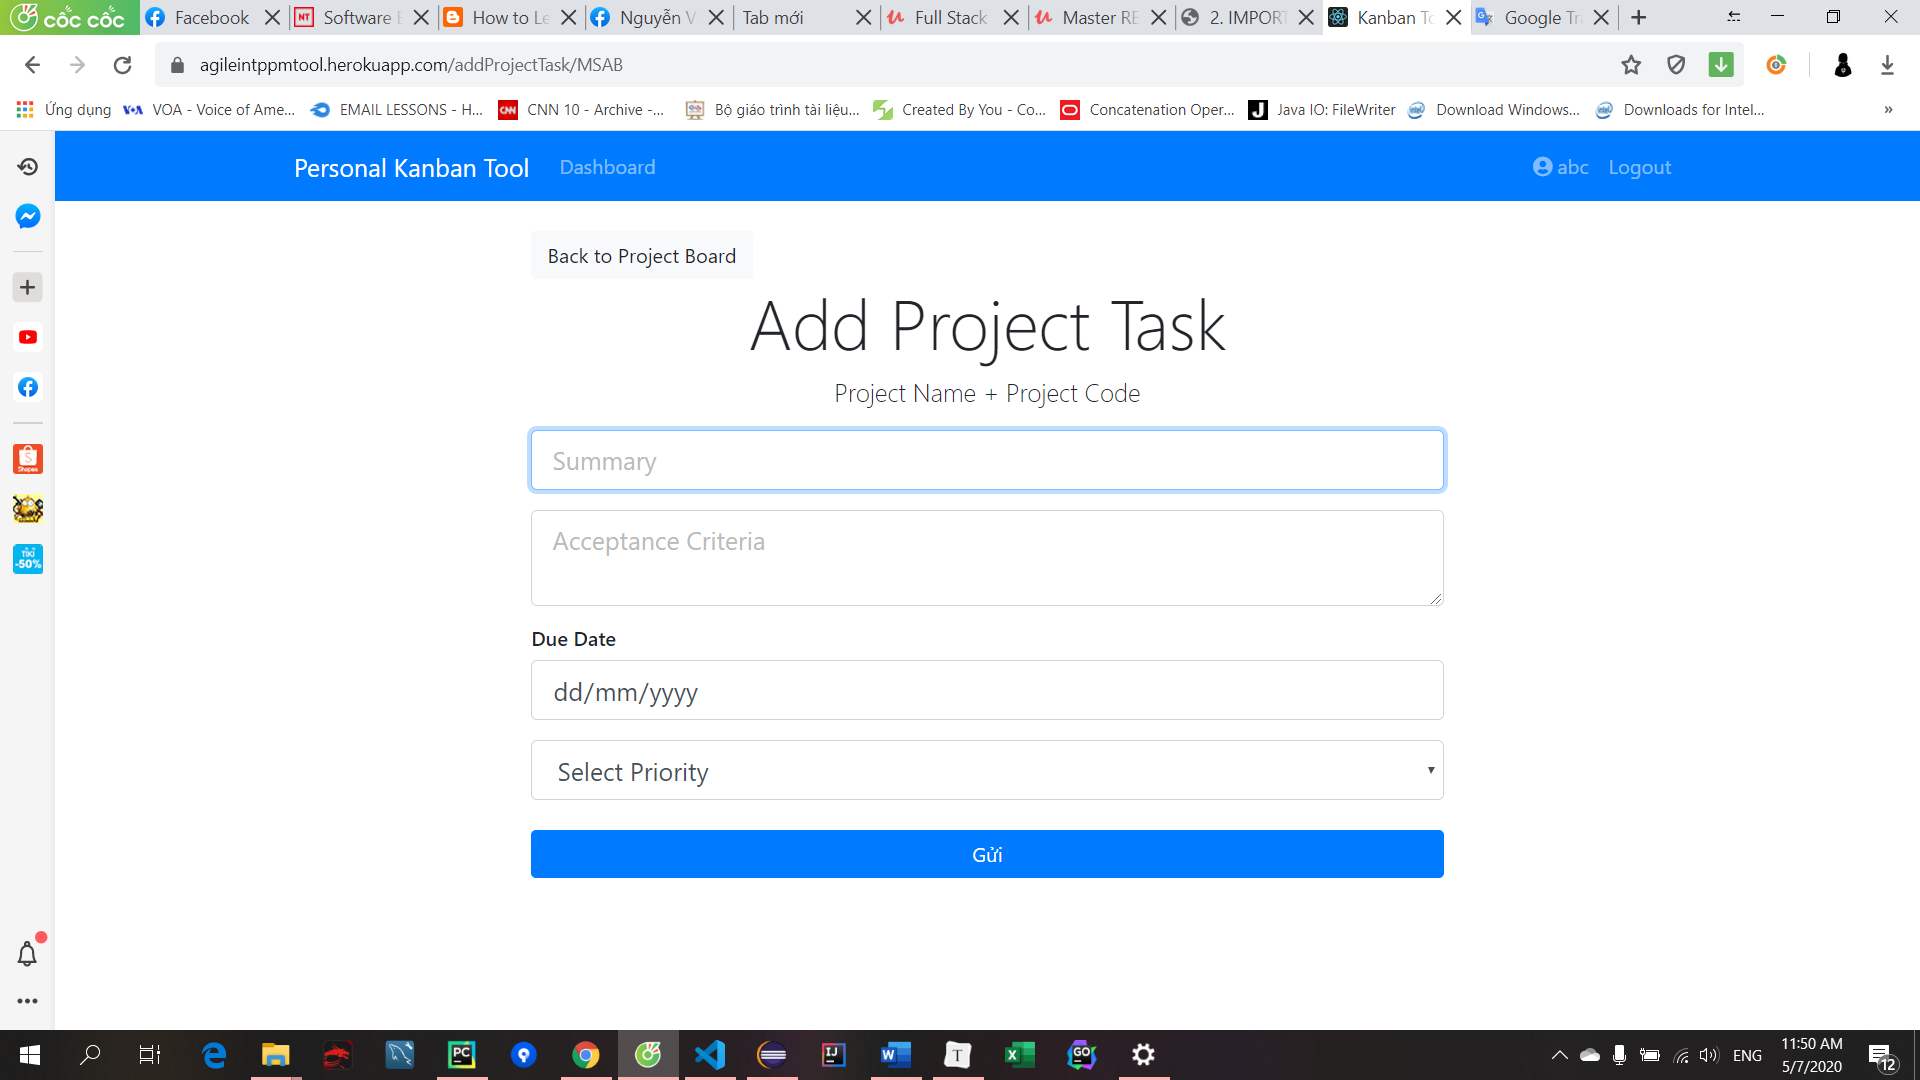 cốc cốc
Facebook
Software E
How to Le
Nguyễn V
Tab mới
Full Stack
Master RE
2. IMPORT
Kanban To
Google Tra
agileintppmtool.herokuapp.com/addProjectTask/MSAB
Ứng dụng
VOA - Voice of Ame...
EMAIL LESSONS - H...
CNN 10 - Archive -...
Bộ giáo trình tài liệu...
Created By You - Co...
Concatenation Oper...
Java IO: FileWriter
Download Windows...
Downloads for Intel...
»
Personal Kanban Tool
Dashboard
abc
Logout
Back to Project Board
Add Project Task
Project Name + Project Code
Summary
Acceptance Criteria
Due Date
dd/mm/yyyy
Select Priority
Gửi
Shopee
TIKI
-50%
ENG
11:50 AM
5/7/2020
12